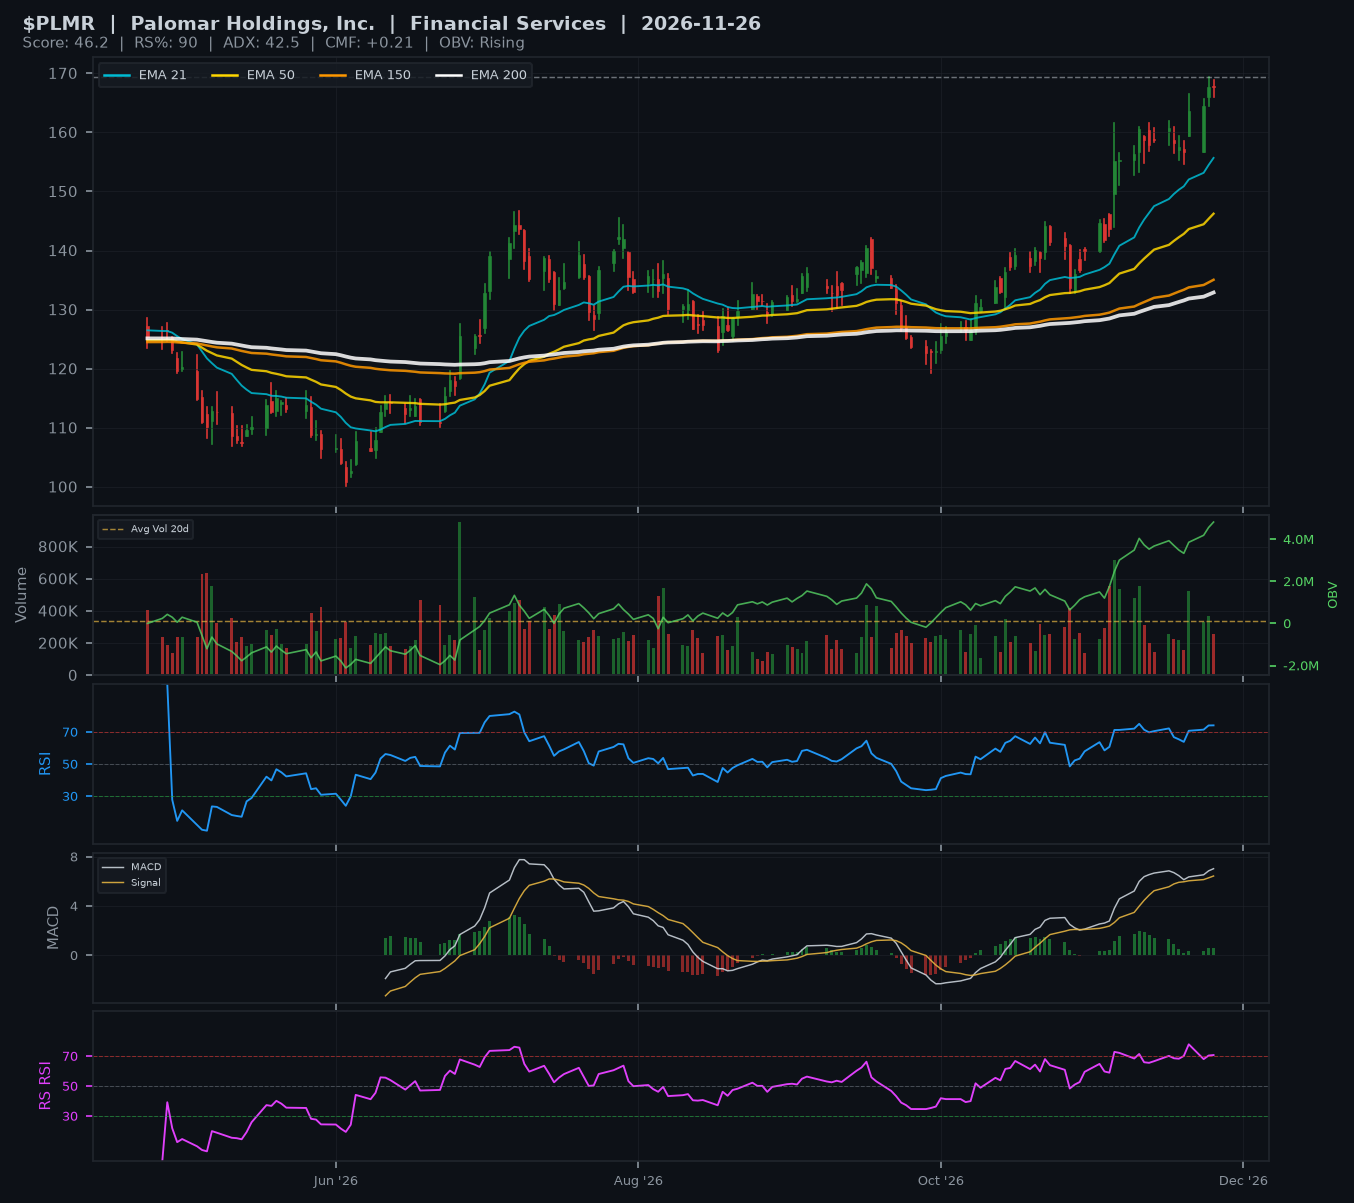 $PLMR | Palomar Holdings, Inc. | Financial Services | 2026-11-26
Score: 46.2 | RS%: 90 | ADX: 42.5 | CMF: +0.21 | OBV: Rising
EMA 21 EMA 50 EMA 150 EMA 200
170
160
150
140
130
120
110
100
Avg Vol 20d
Volume
800K
600K
400K
200K
0
4.0M
2.0M
0
-2.0M
OBV
RSI
70
50
30
MACD
Signal
MACD
8
4
0
RS RSI
70
50
30
Jun '26
Aug '26
Oct '26
Dec '26